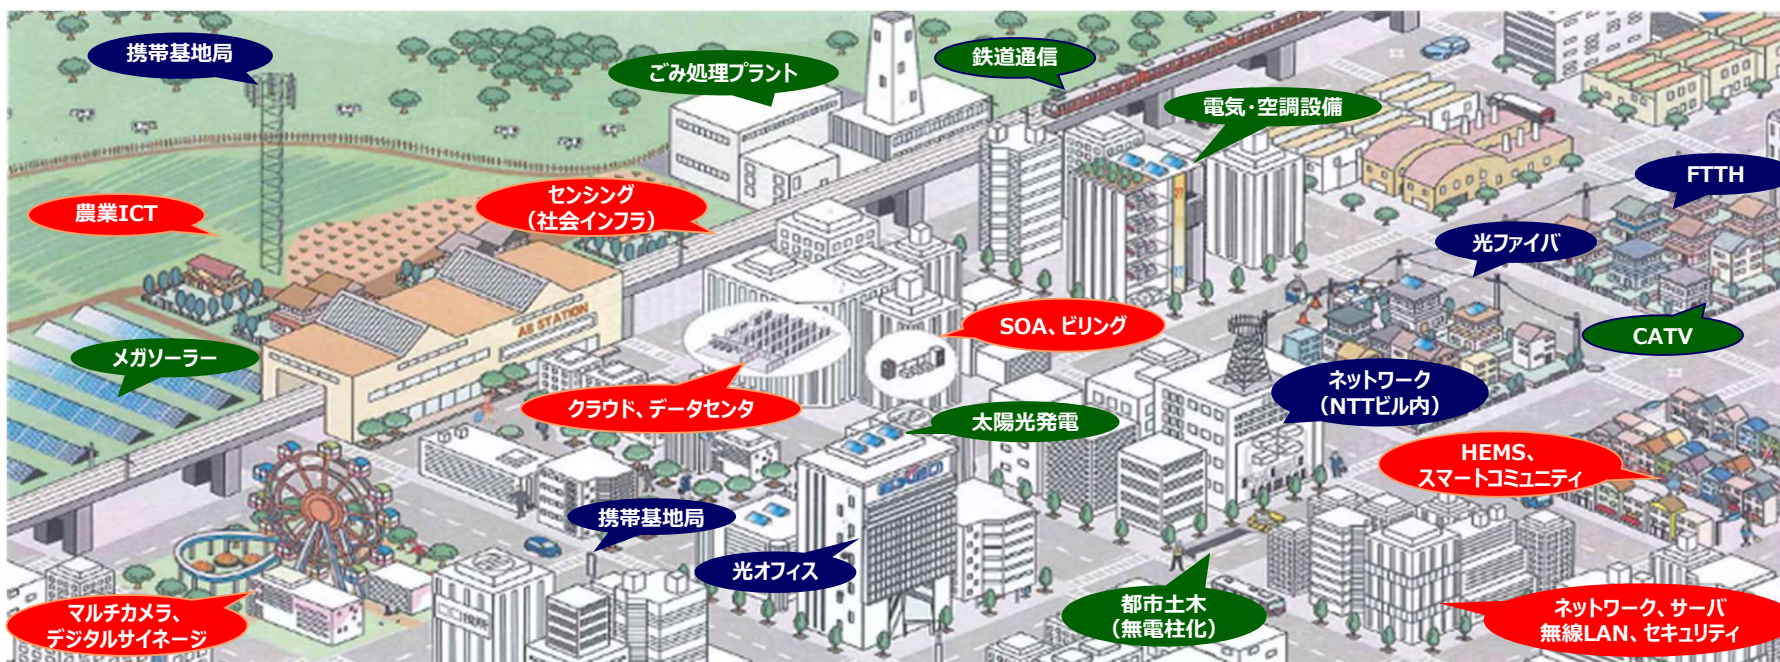 携帯基地局
ごみ処理プラント
鉄道通信
電気・空調設備
FTTH
農業ICT
センシング
（社会インフラ）
光ファイバ
AB STATION
SOA、ビリング
CATV
メガソーラー
クラウド、データセンタ
太陽光発電
ネットワーク
（NTTビル内）
HEMS、
スマートコミュニティ
携帯基地局
光オフィス
マルチカメラ、
デジタルサイネージ
都市土木
（無電柱化）
ネットワーク、サーバ
無線LAN、セキュリティ